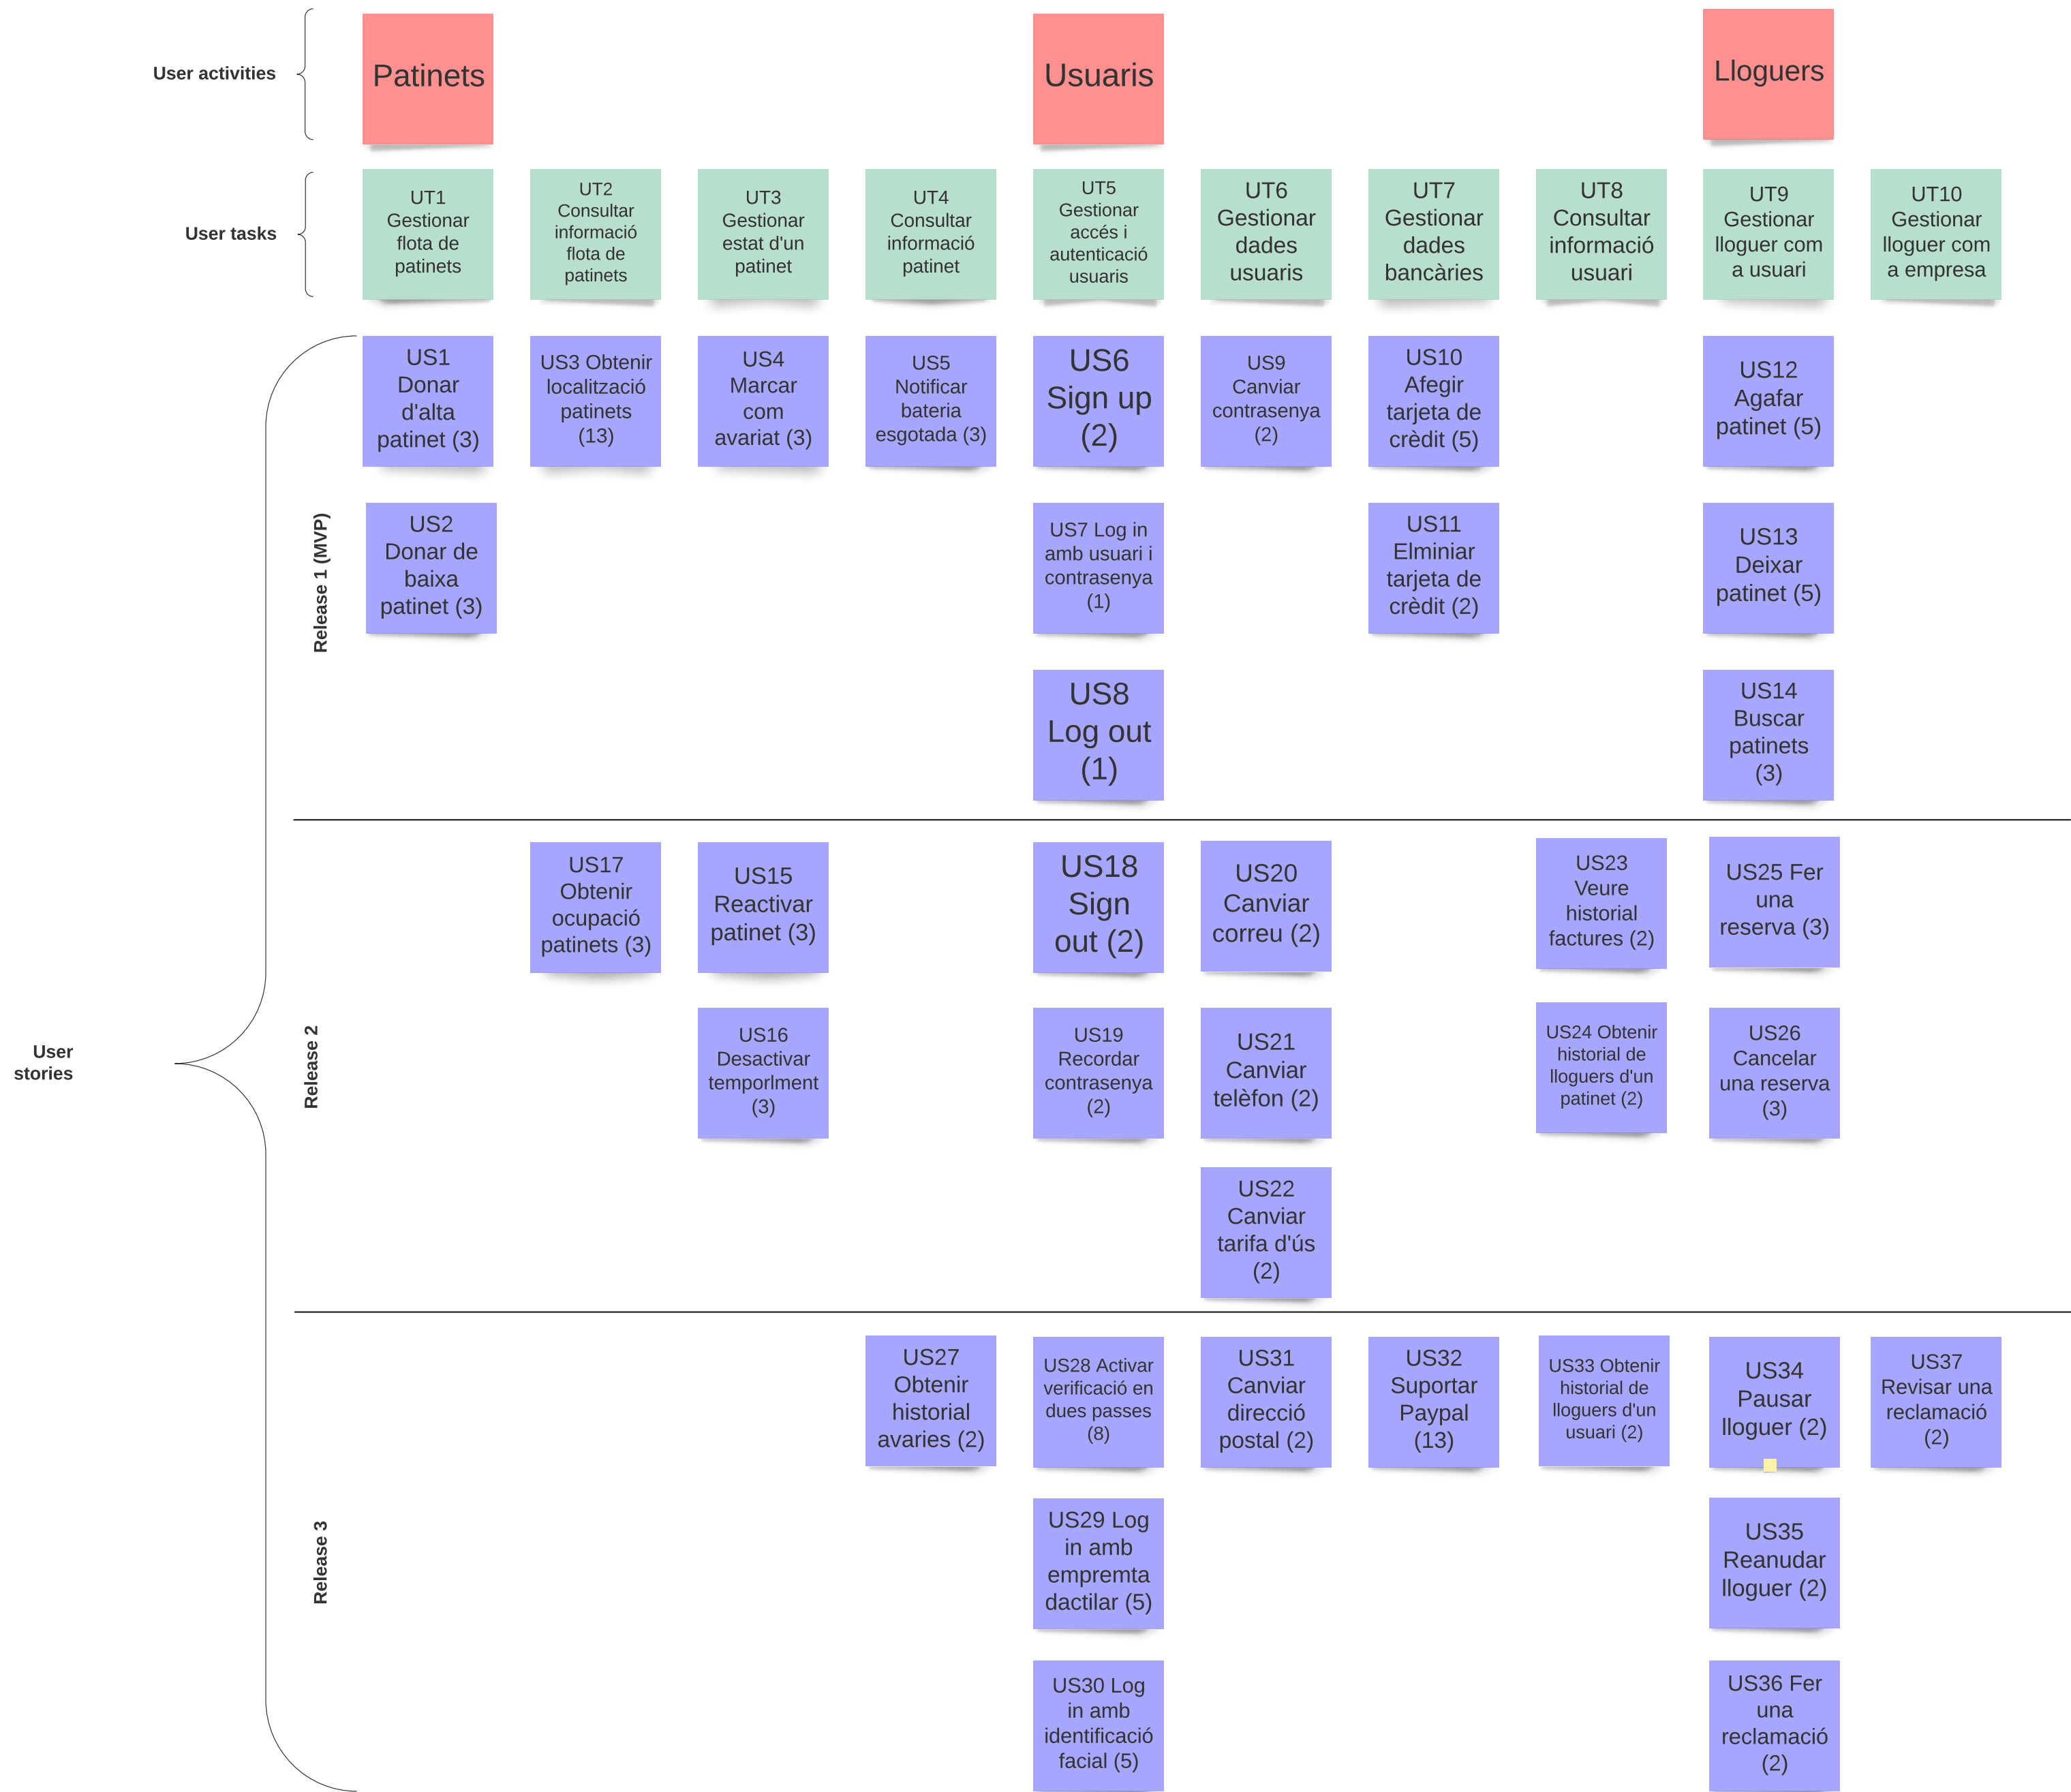 User activities
Patinets
Usuaris
Lloguers
User tasks
UT1
Gestionar
flota de
patinets
UT2
Consultar
informació
flota de
patinets
UT3
Gestionar
estat d'un
patinet
UT4
Consultar
informació
patinet
UT5
Gestionar
accés i
autenticació
usuaris
UT6
Gestionar
dades
usuaris
UT7
Gestionar
dades
bancàries
UT8
Consultar
informació
usuari
UT9
Gestionar
lloguer com
a usuari
UT10
Gestionar
lloguer com
a empresa
User
stories
Release 1 (MVP)
US1
Donar
d'alta
patinet (3)
US3 Obtenir
localització
patinets
(13)
US4
Marcar
com
avariat (3)
US5
Notificar
bateria
esgotada (3)
US6
Sign up
(2)
US9
Canviar
contrasenya
(2)
US10
Afegir
tarjeta de
crèdit (5)
US12
Agafar
patinet (5)
US2
Donar de
baixa
patinet (3)
US7 Log in
amb usuari i
contrasenya
(1)
US11
Elminiar
tarjeta de
crèdit (2)
US13
Deixar
patinet (5)
US8
Log out
(1)
US14
Buscar
patinets
(3)
Release 2
US17
Obtenir
ocupació
patinets (3)
US15
Reactivar
patinet (3)
US18
Sign
out (2)
US20
Canviar
correu (2)
US23
Veure
historial
factures (2)
US25 Fer
una
reserva (3)
US16
Desactivar
temporlment
(3)
US19
Recordar
contrasenya
(2)
US21
Canviar
telèfon (2)
US24 Obtenir
historial de
lloguers d'un
patinet (2)
US26
Cancelar
una reserva
(3)
US22
Canviar
tarifa d'ús
(2)
Release 3
US27
Obtenir
historial
avaries (2)
US28 Activar
verificació en
dues passes
(8)
US31
Canviar
direcció
postal (2)
US32
Suportar
Paypal
(13)
US33 Obtenir
historial de
lloguers d'un
usuari (2)
US34
Pausar
lloguer (2)
US37
Revisar una
reclamació
(2)
US29 Log
in amb
empremta
dactilar (5)
US35
Reanudar
lloguer (2)
US30 Log
in amb
identificació
facial (5)
US36 Fer
una
reclamació
(2)